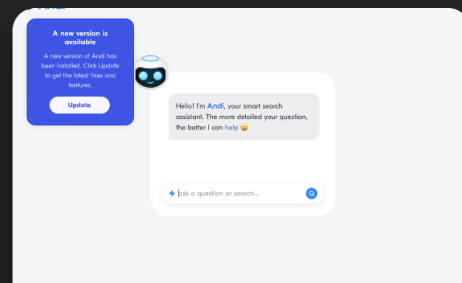 A new version is
available
A new version of Andi has
been installed. Click Update
to get the latest fixes and
features.
Update
Hello! I'm Andi, your smart search
assistant. The more detailed your question,
the better I can help 😄
ask a question or search...